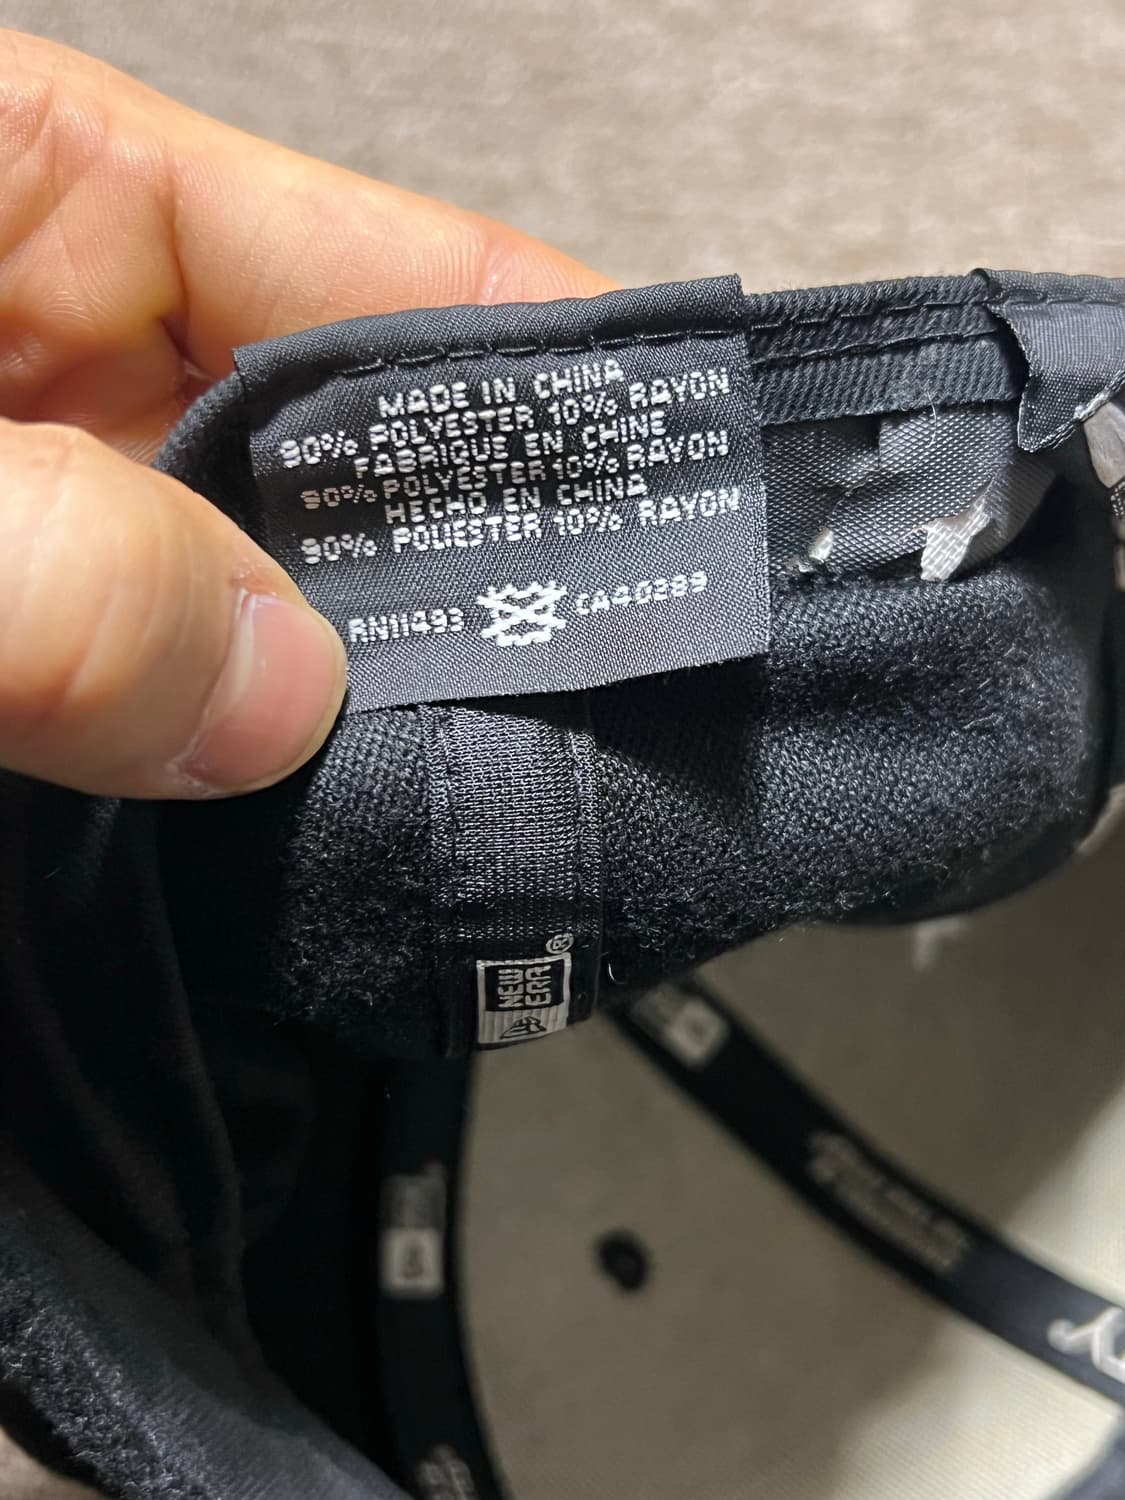 MADE IN CHINA
90% POLYESTER 10% RAYON
FABRIQUE EN CHINE
90% POLYESTER 10% RAYON
HECHO EN CHINA
90% POLIESTER 10% RAYON
RN11493 CA40289
NEW
ERA
®